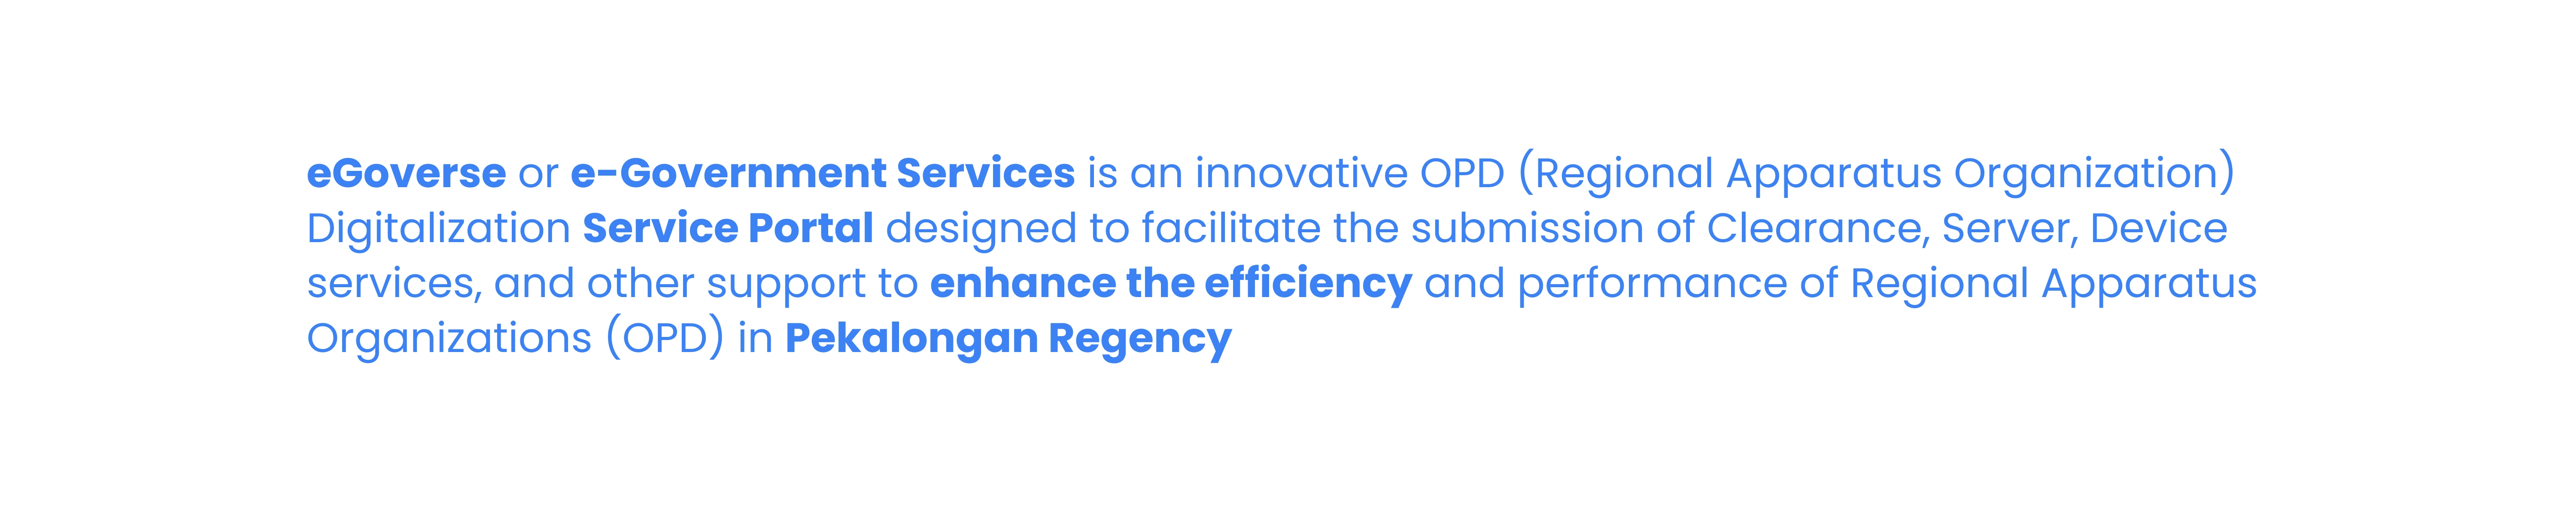 eGoverse or e-Government Services is an innovative OPD (Regional Apparatus Organization)
Digitalization Service Portal designed to facilitate the submission of Clearance, Server, Device
services, and other support to enhance the efficiency and performance of Regional Apparatus
Organizations (OPD) in Pekalongan Regency